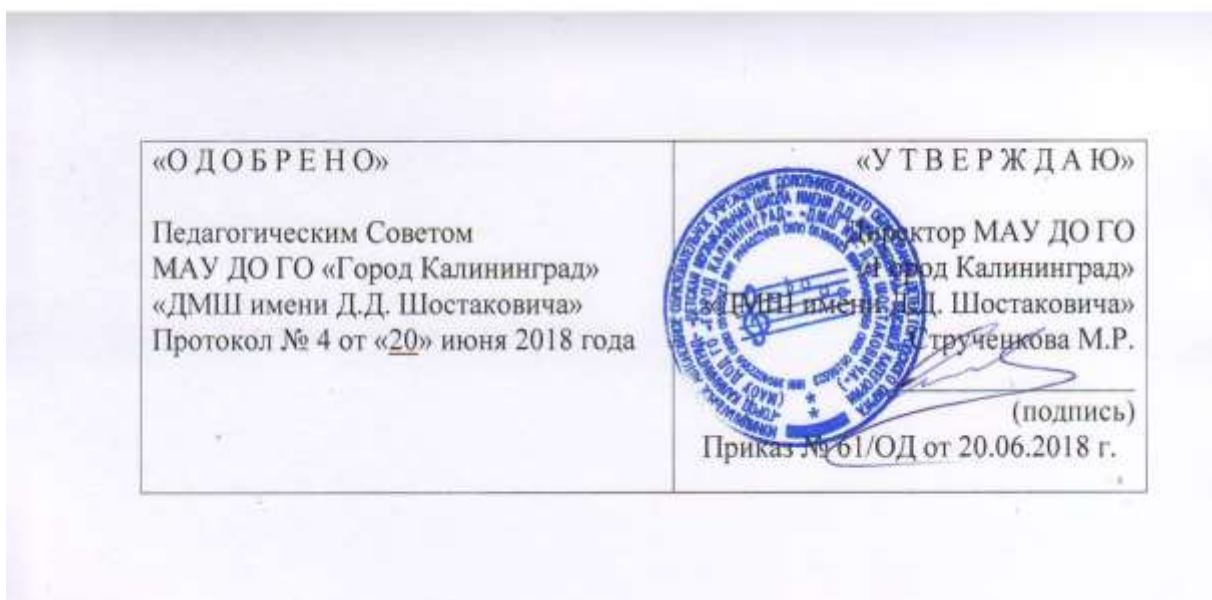 «О Д О Б Р Е Н О»
Педагогическим Советом
МАУ ДО ГО «Город Калининград»
«ДМШ имени Д.Д. Шостаковича»
Протокол № 4 от «20» июня 2018 года
«У Т В Е Р Ж Д А Ю»
Директор МАУ ДО ГО
«Город Калининград»
«ДМШ имени Д.Д. Шостаковича»
Струченкова М.Р.
(подпись)
Приказ № 61/ОД от 20.06.2018 г.